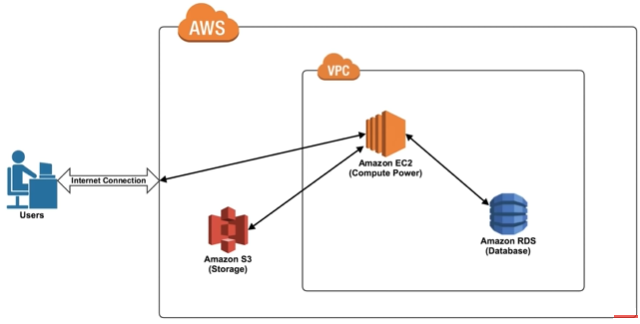 AWS
VPC
Amazon EC2
(Compute Power)
Internet Connection
Users
Amazon S3
(Storage)
Amazon RDS
(Database)